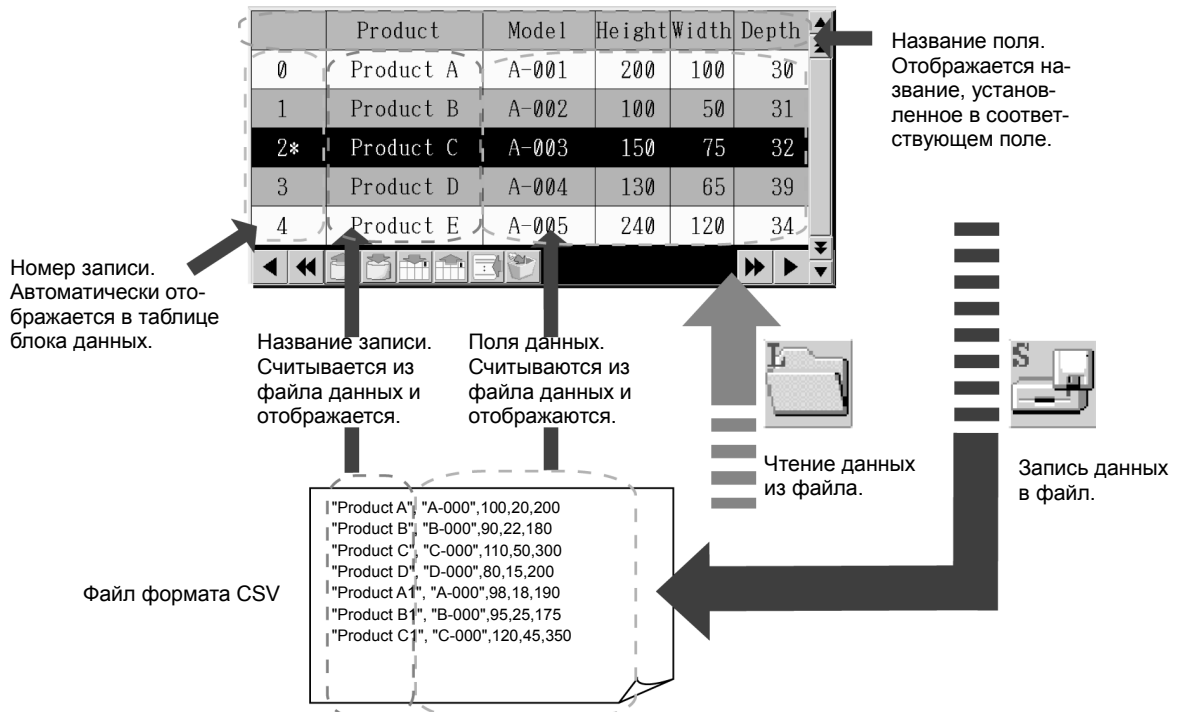 Product Model Height Width Depth
0 Product A A-001 200 100 30
1 Product B A-002 100 50 31
2* Product C A-003 150 75 32
3 Product D A-004 130 65 39
4 Product E A-005 240 120 34
Название поля.
Отображается на-
звание, установ-
ленное в соответ-
ствующем поле.
Номер записи.
Автоматически ото-
бражается в таблице
блока данных.
Название записи.
Считывается из
файла данных и
отображается.
Поля данных.
Считываются из
файла данных и
отображаются.
L
S
Чтение данных
из файла.
Запись данных
в файл.
Файл формата CSV
"Product A", "A-000",100,20,200
"Product B", "B-000",90,22,180
"Product C", "C-000",110,50,300
"Product D", "D-000",80,15,200
"Product A1", "A-000",98,18,190
"Product B1", "B-000",95,25,175
"Product C1", "C-000",120,45,350